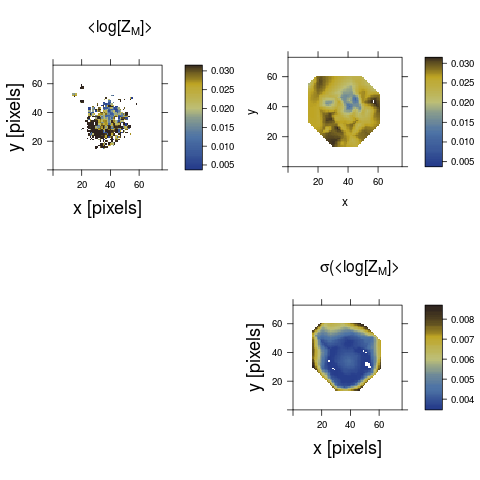 <log[Z_M]>
60
40
20
20 40 60
y [pixels]
x [pixels]
0.030
0.025
0.020
0.015
0.010
0.005
60
40
20
20 40 60
y
x
0.030
0.025
0.020
0.015
0.010
0.005
σ(<log[Z_M]>
60
40
20
20 40 60
y [pixels]
x [pixels]
0.008
0.007
0.006
0.005
0.004